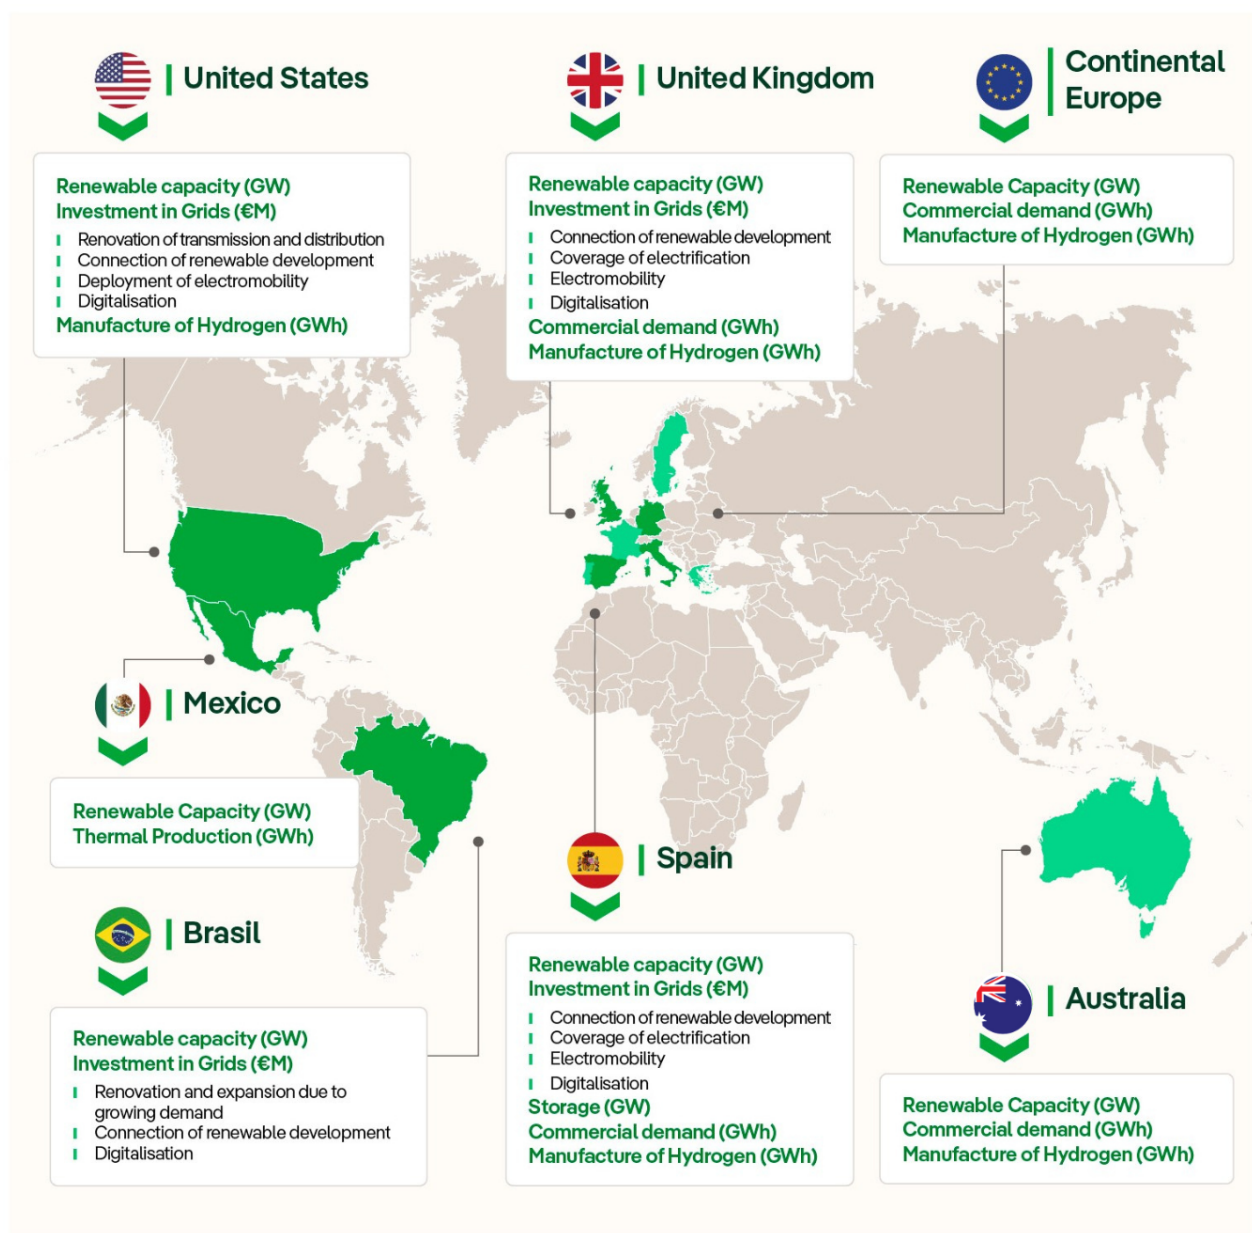 United States
Renewable capacity (GW)
Investment in Grids (€M)
Renovation of transmission and distribution
Connection of renewable development
Deployment of electromobility
Digitalisation
Manufacture of Hydrogen (GWh)
United Kingdom
Renewable capacity (GW)
Investment in Grids (€M)
Connection of renewable development
Coverage of electrification
Electromobility
Digitalisation
Commercial demand (GWh)
Manufacture of Hydrogen (GWh)
Continental
Europe
Renewable Capacity (GW)
Commercial demand (GWh)
Manufacture of Hydrogen (GWh)
Mexico
Renewable Capacity (GW)
Thermal Production (GWh)
Brasil
Renewable capacity (GW)
Investment in Grids (€M)
Renovation and expansion due to
growing demand
Connection of renewable development
Digitalisation
Spain
Renewable capacity (GW)
Investment in Grids (€M)
Connection of renewable development
Coverage of electrification
Electromobility
Digitalisation
Storage (GW)
Commercial demand (GWh)
Manufacture of Hydrogen (GWh)
Australia
Renewable Capacity (GW)
Commercial demand (GWh)
Manufacture of Hydrogen (GWh)